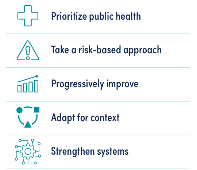 Prioritize public health
Take a risk-based approach
Progressively improve
Adapt for context
Strengthen systems